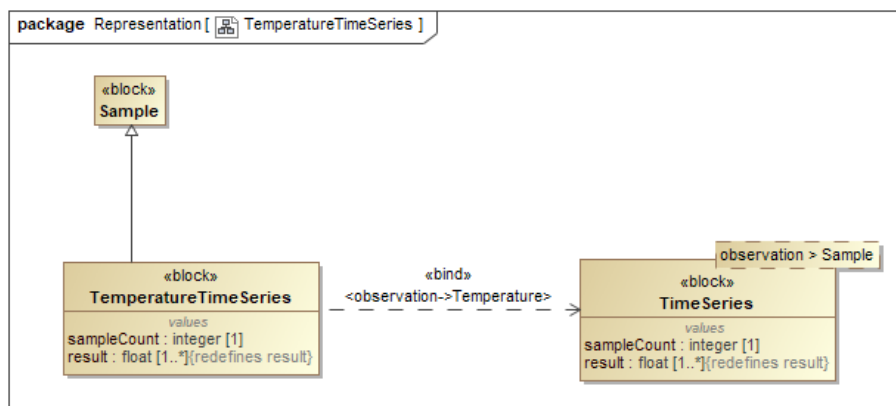 package Representation [ TemperatureTimeSeries ]
«block»
Sample
«block»
TemperatureTimeSeries
values
sampleCount : integer [1]
result : float [1..*]{redefines result}
«bind»
<observation->Temperature>
observation > Sample
«block»
TimeSeries
values
sampleCount : integer [1]
result : float [1..*]{redefines result}